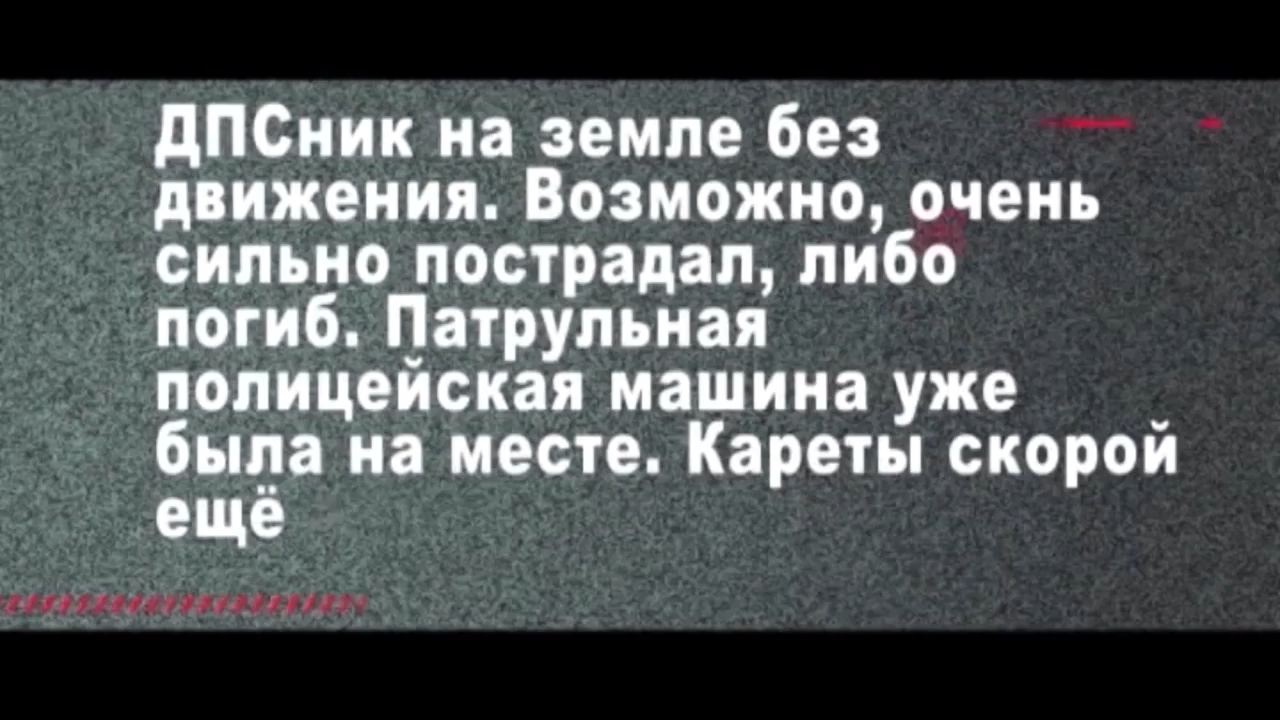 ДПСник на земле без
движения. Возможно, очень
сильно пострадал, либо
погиб. Патрульная
полицейская машина уже
была на месте. Кареты скорой
ещё